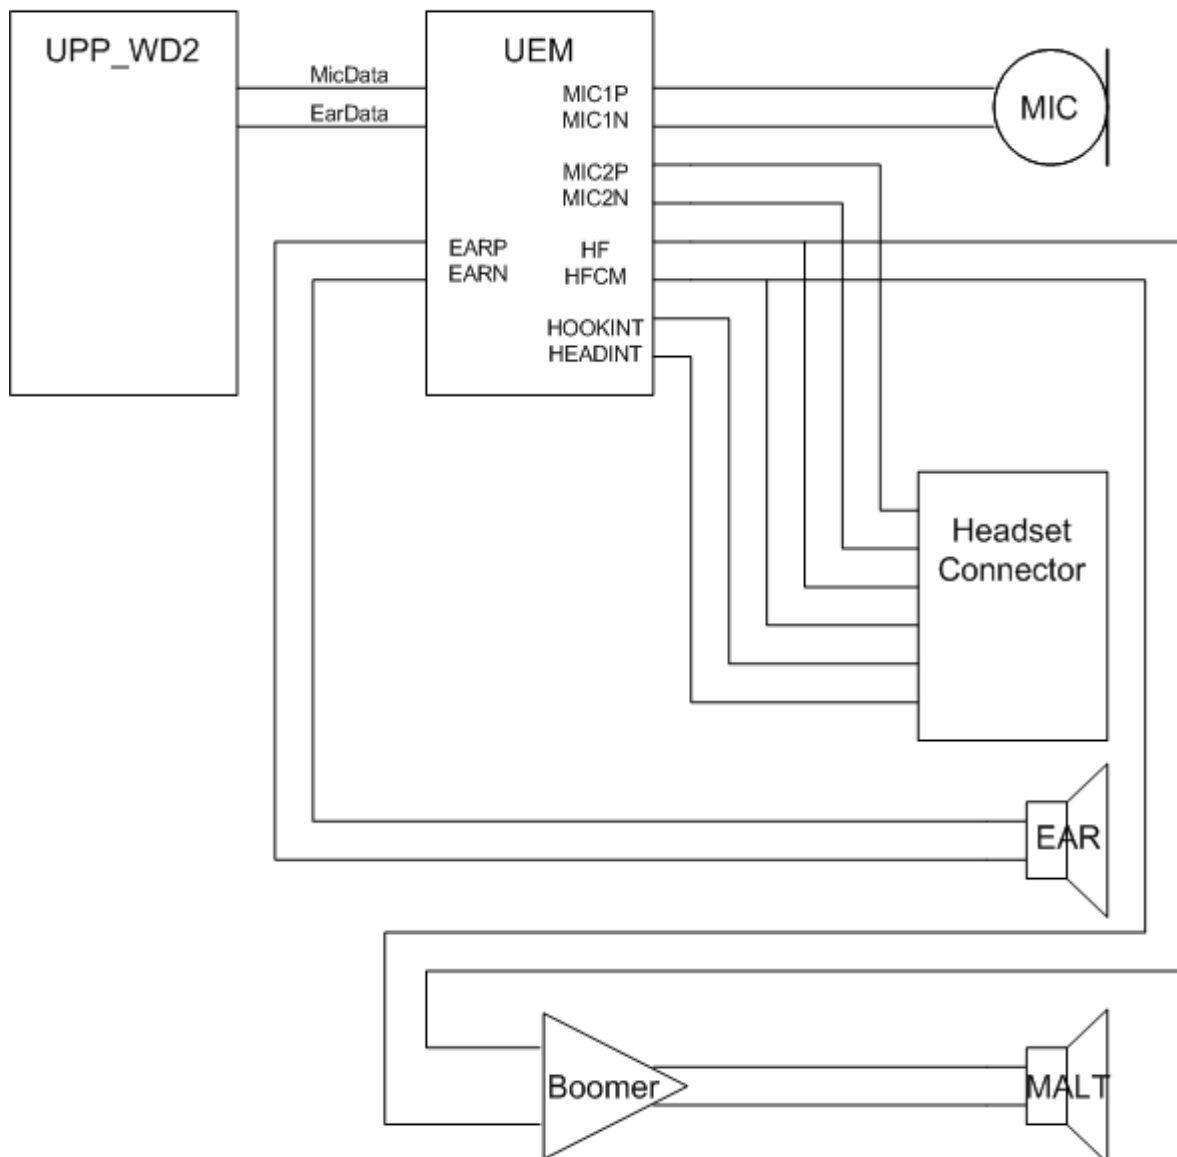 UPP_WD2
UEM
MicData
EarData
MIC1P
MIC1N
MIC
MIC2P
MIC2N
EARP
EARN
HF
HFCM
HOOKINT
HEADINT
Headset
Connector
EAR
Boomer
MALT